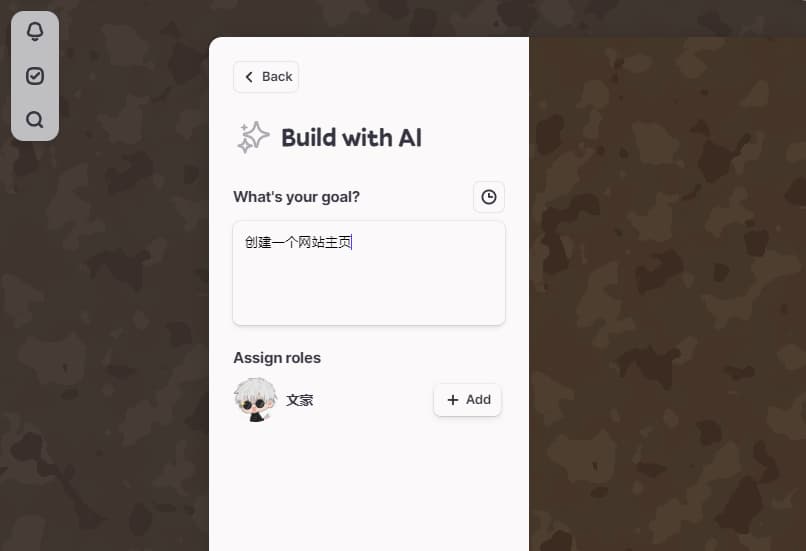 Back
Build with AI
What's your goal?
创建一个网站主页
Assign roles
文家
Add